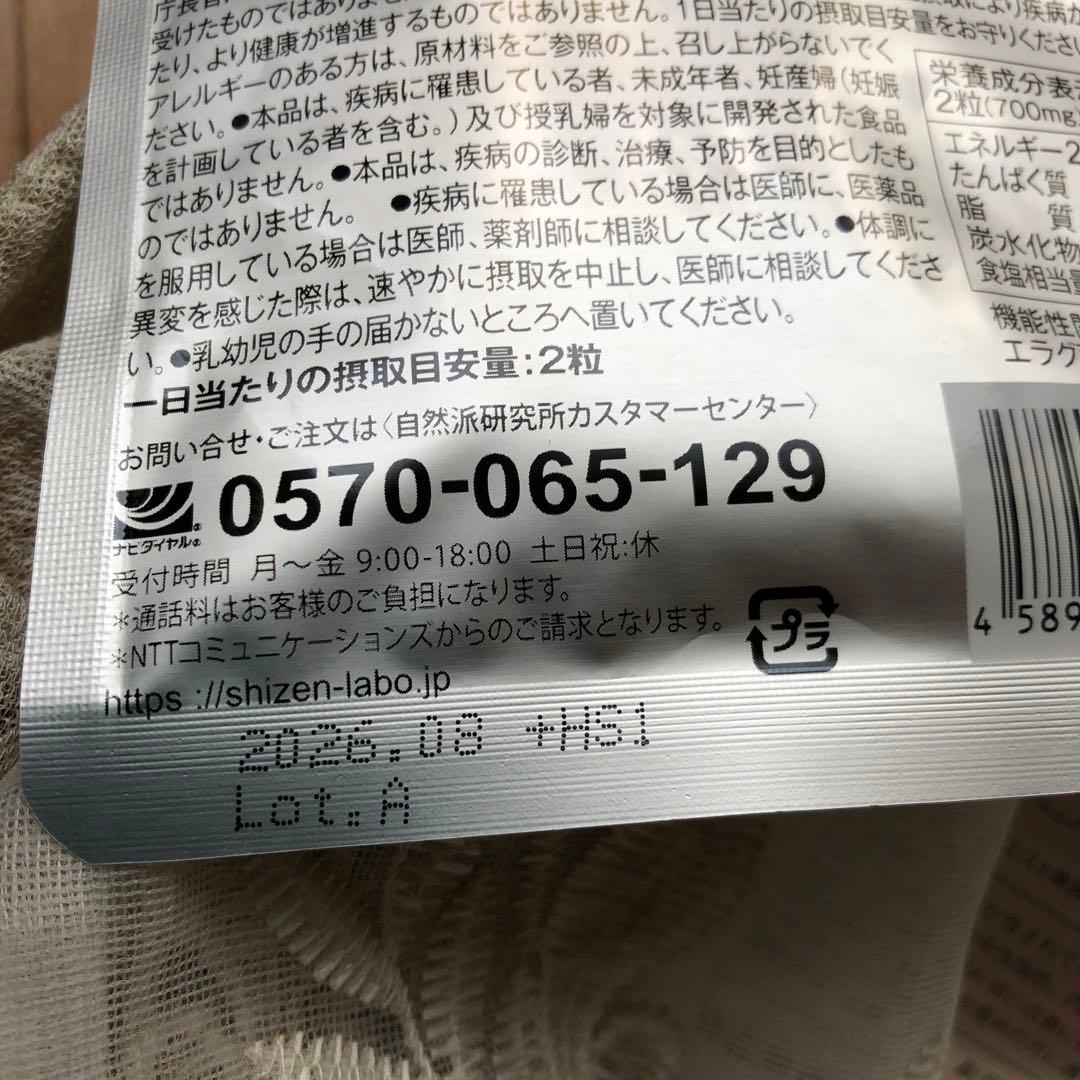 受けたものではありませ
たり、より健康が増進するものではありません。1日当たりの摂取目安量をお守りくださ
アレルギーのある方は、原材料をご参照の上、召し上がらないでく
ださい。●本品は、疾病に罹患している者、未成年者、妊産婦(妊娠
を計画している者を含む。)及び授乳婦を対象に開発された食品
ではありません。●本品は、疾病の診断、治療、予防を目的としたも
のではありません。 ●疾病に罹患している場合は医師に、医薬品
を服用している場合は医師、薬剤師に相談してください。●体調に
異変を感じた際は、速やかに摂取を中止し、医師に相談してくださ
い。●乳幼児の手の届かないところへ置いてください。
一日当たりの摂取目安量:2粒
お問い合せ・ご注文は〈自然派研究所カスタマーセンター〉
ナビダイヤル®
0570-065-129
受付時間 月～金 9:00-18:00 土日祝:休
*通話料はお客様のご負担になります。
*NTTコミュニケーションズからのご請求となります。
https ://shizen-labo.jp
プラ
2026.08 +HS1
Lot.A
栄養成分表
2粒(700mg)
エネルギー2
たんぱく質
脂 質
炭水化物
食塩相当量
機能性関
エラグ
4 589